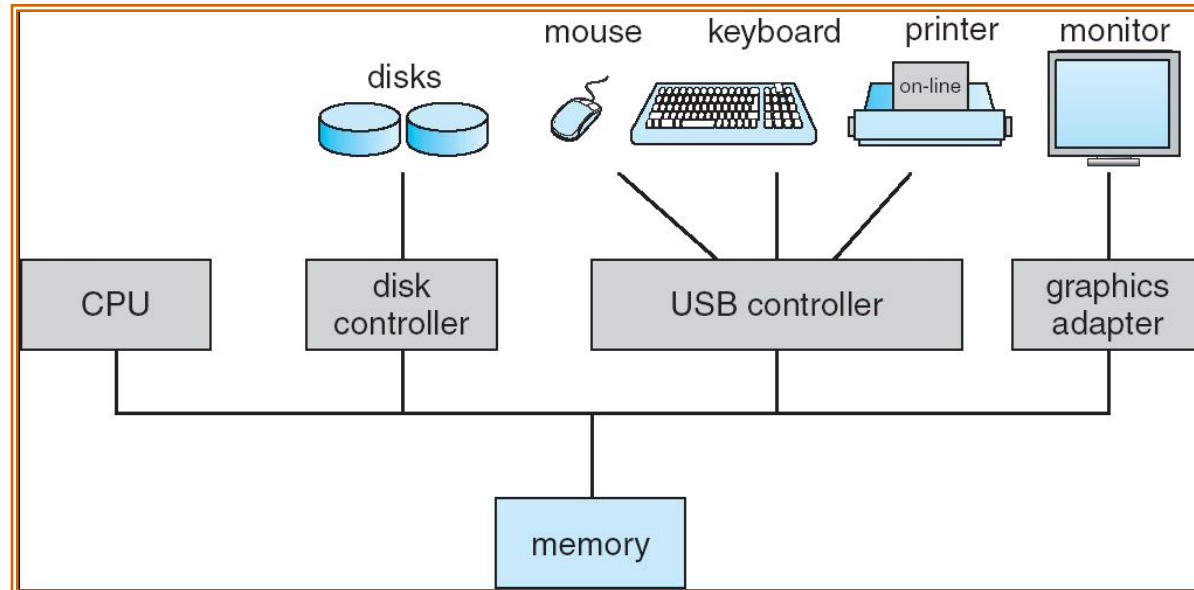 mouse
keyboard
printer
monitor
disks
on-line
CPU
disk
controller
USB controller
graphics
adapter
memory